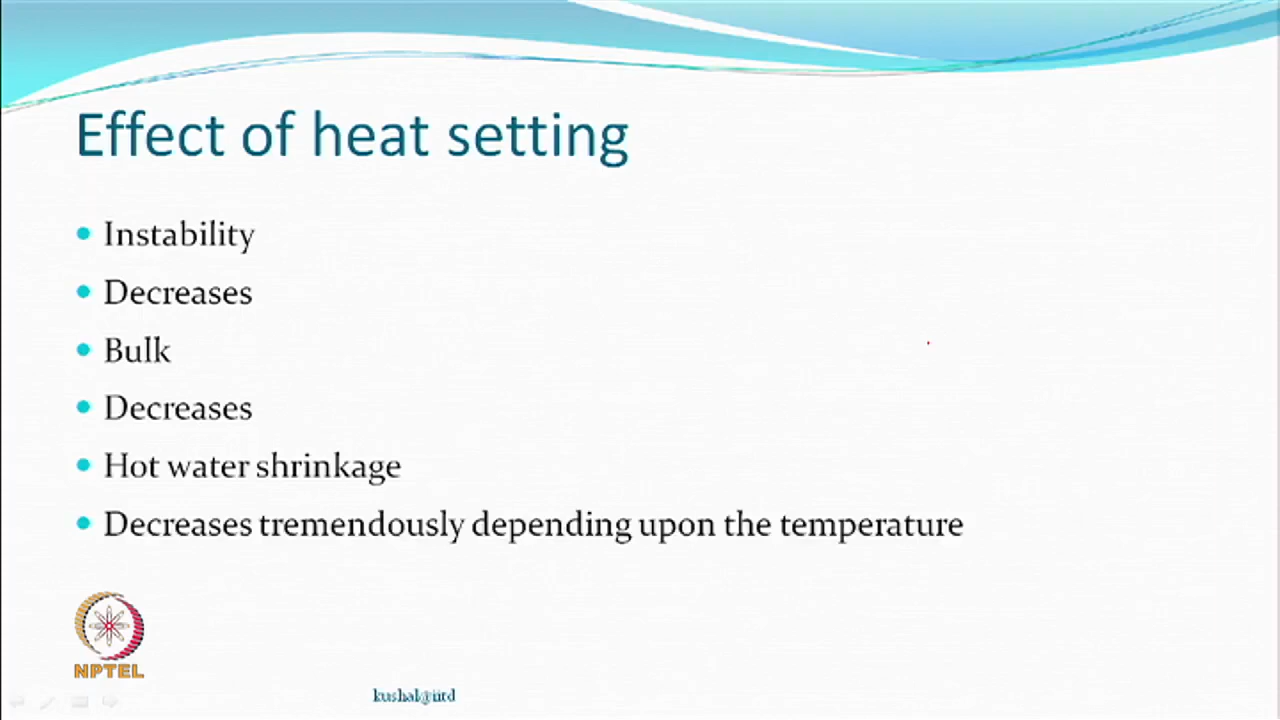 Effect of heat setting
Instability
Decreases
Bulk
Decreases
Hot water shrinkage
Decreases tremendously depending upon the temperature
NPTEL
kushal@iitd